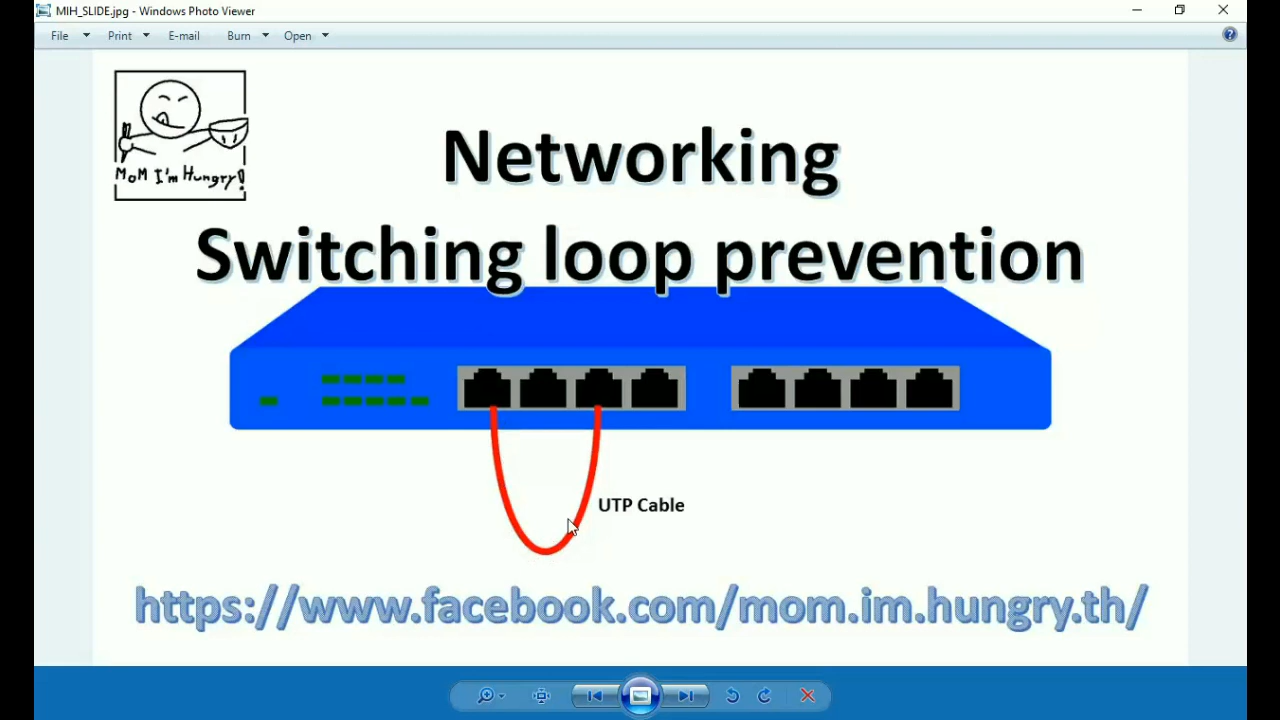 MIH_SLIDE.jpg - Windows Photo Viewer
File Print E-mail Burn Open
MoM I'm Hungry!
Networking
Switching loop prevention
UTP Cable
https://www.facebook.com/mom.im.hungry.th/